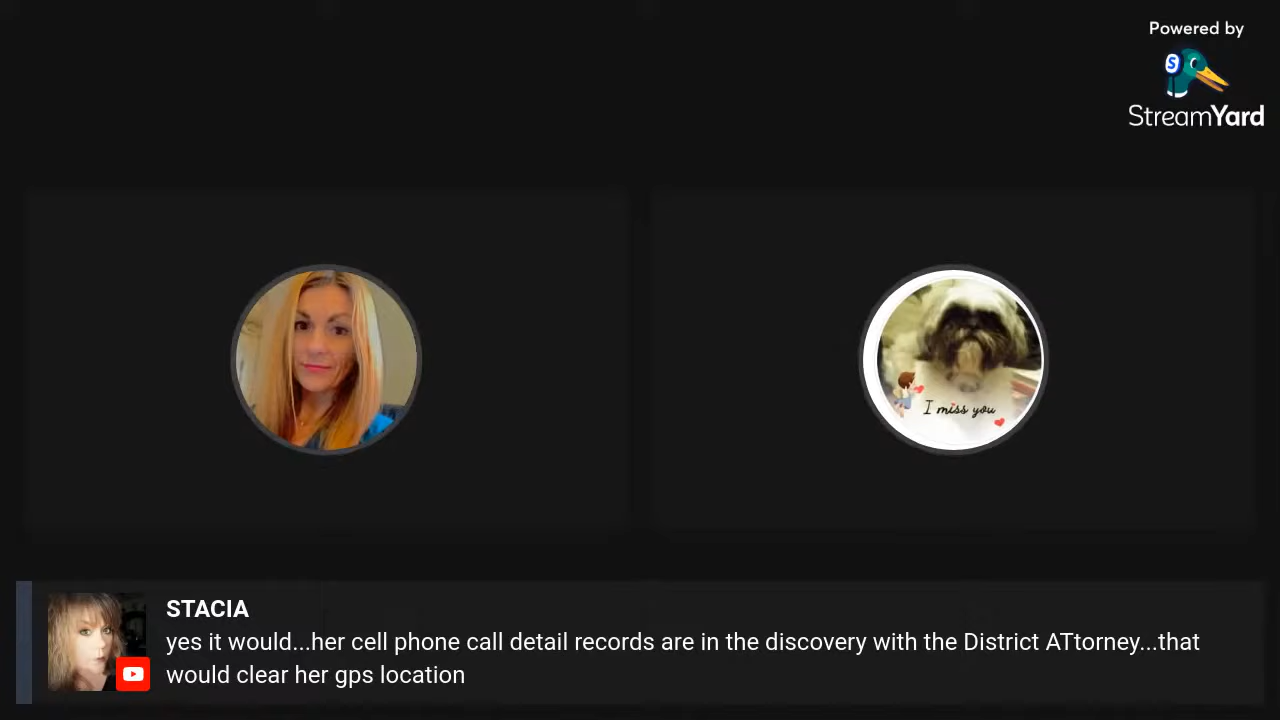 Powered by
S
StreamYard
I miss you
STACIA
yes it would...her cell phone call detail records are in the discovery with the District ATtorney...that
would clear her gps location